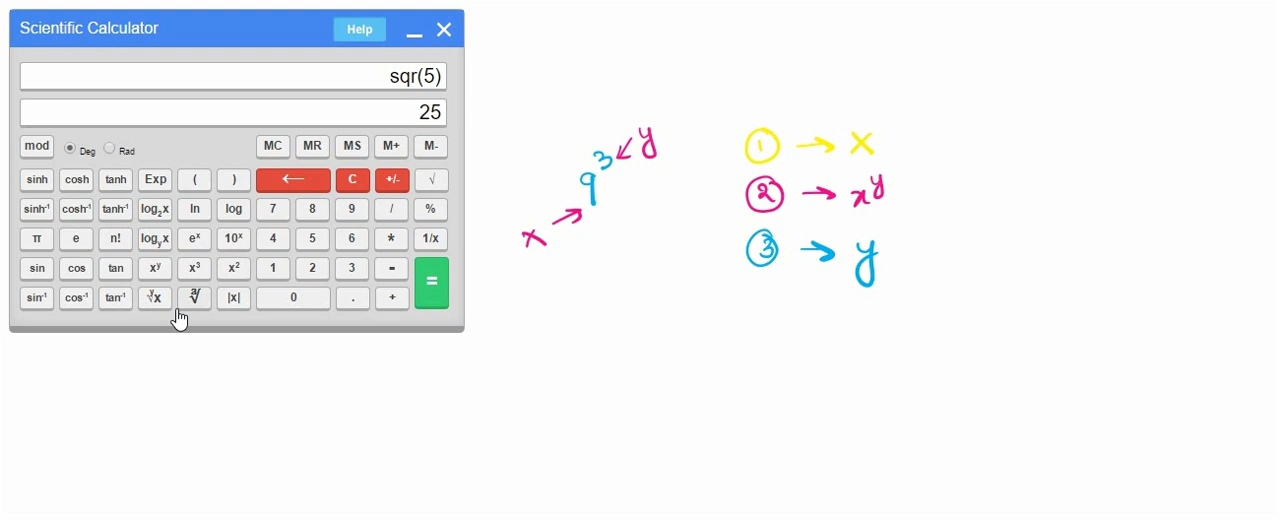 Scientific Calculator Help
sqr(5)
25
mod Deg Rad MC MR MS M+ M-
sinh cosh tanh Exp ( ) ← C +/- √
sinh⁻¹ cosh⁻¹ tanh⁻¹ log₂x ln log 7 8 9 / %
π e n! logᵧx eˣ 10ˣ 4 5 6 * 1/x
sin cos tan xʸ x³ x² 1 2 3 - =
sin⁻¹ cos⁻¹ tan⁻¹ ʸ√x ∛ |x| 0 . +
9³ ← y
x →
① → x
② → xʸ
③ → y